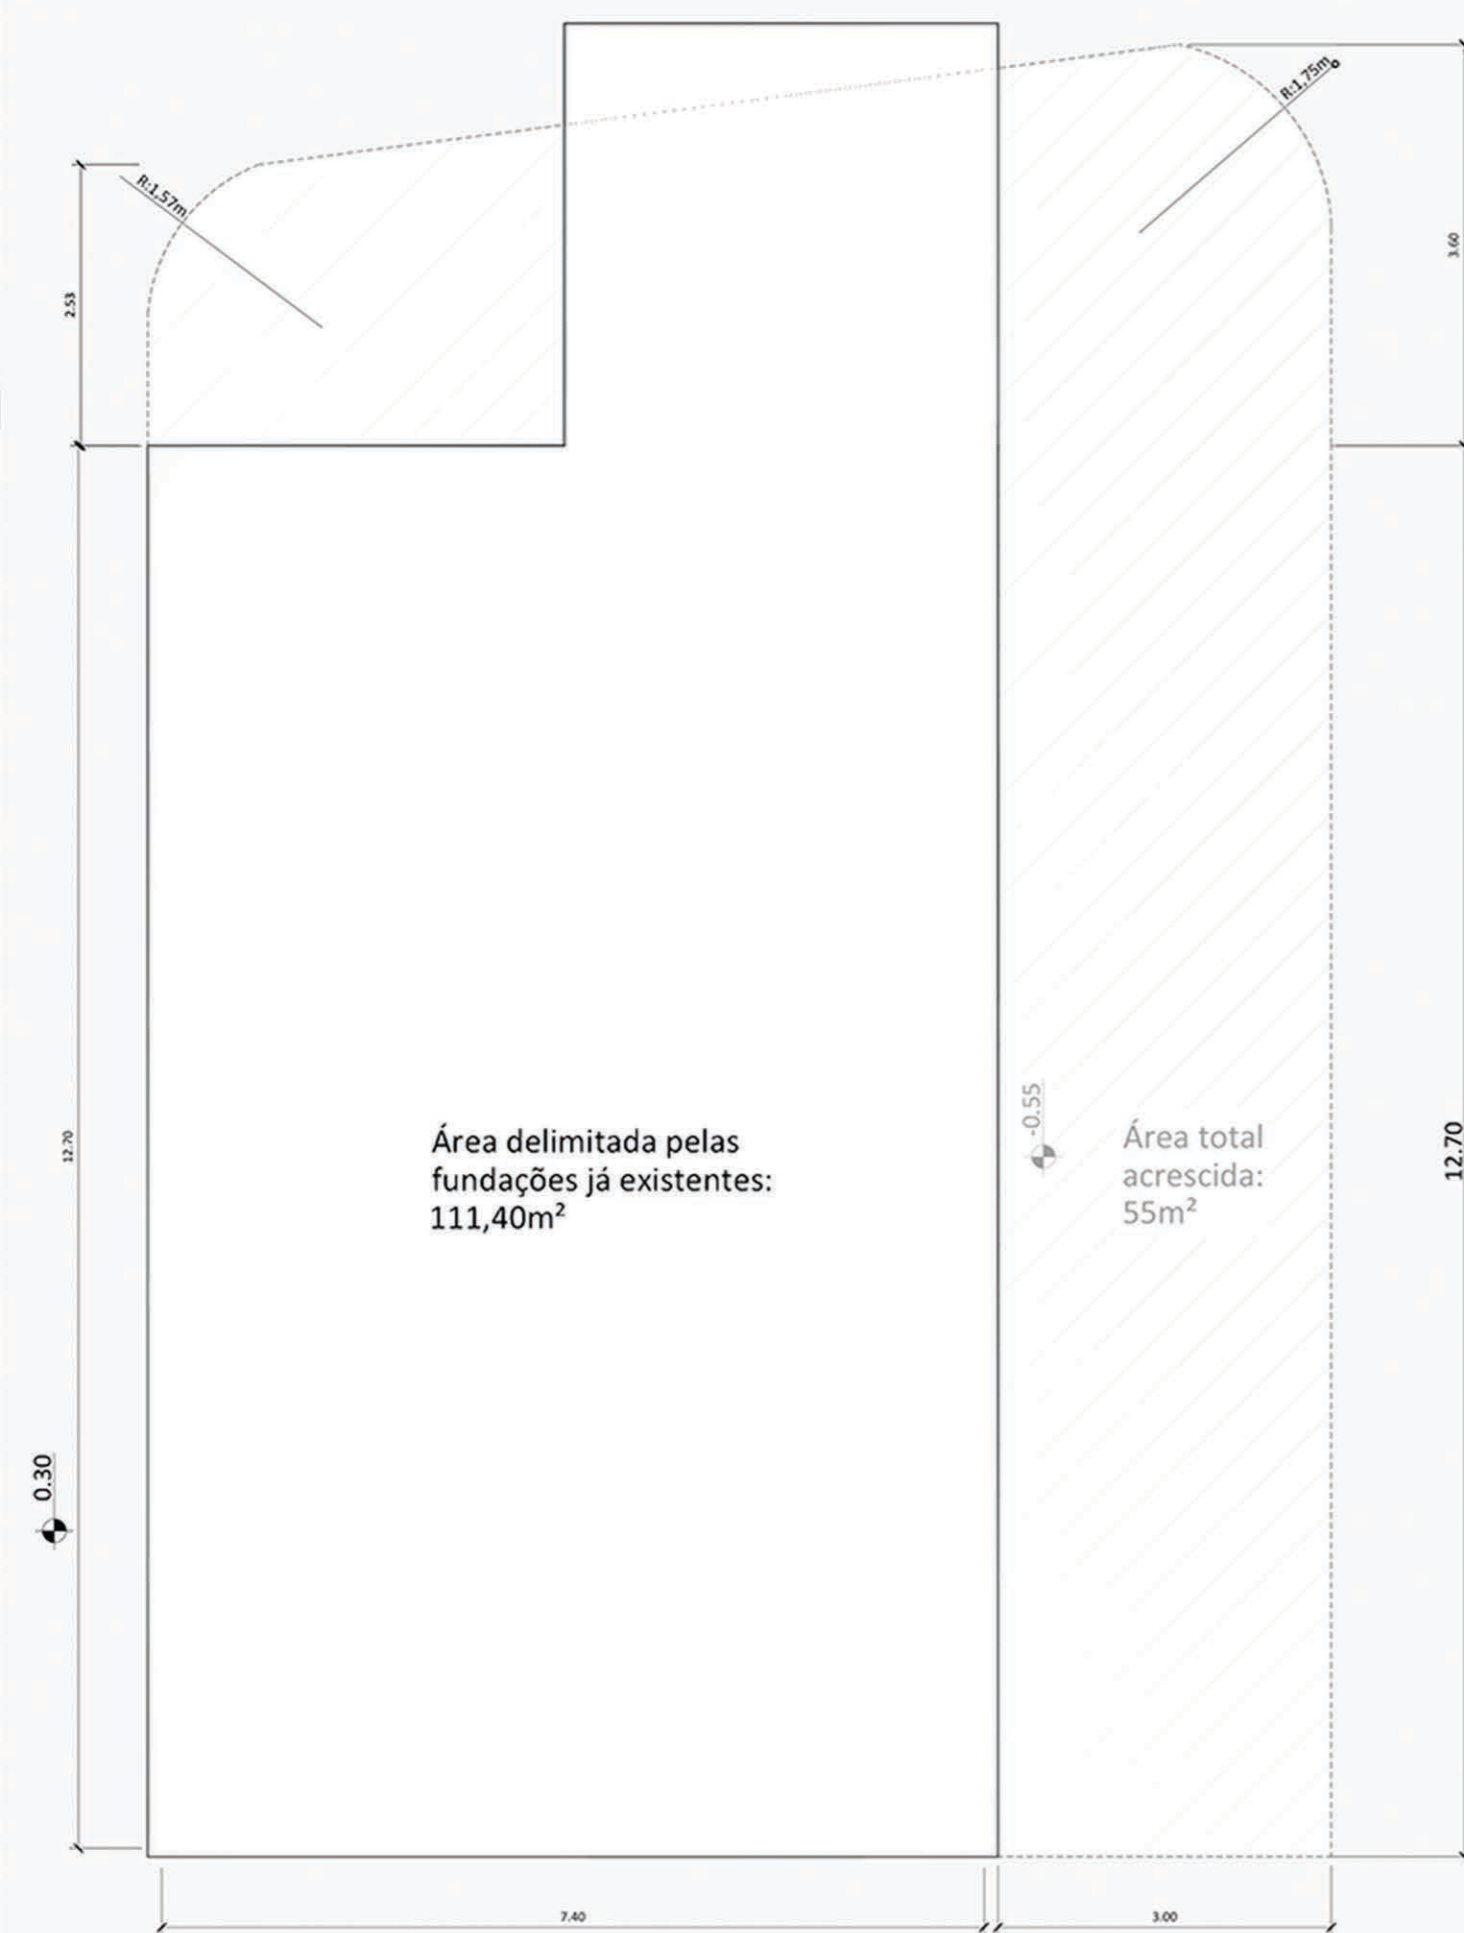 R:1,75m
R:1,57m
3.60
2.53
-0.55
Área delimitada pelas
fundações já existentes:
111,40m²
Área total
acrescida:
55m²
12.70
12.70
0.30
7.40
3.00